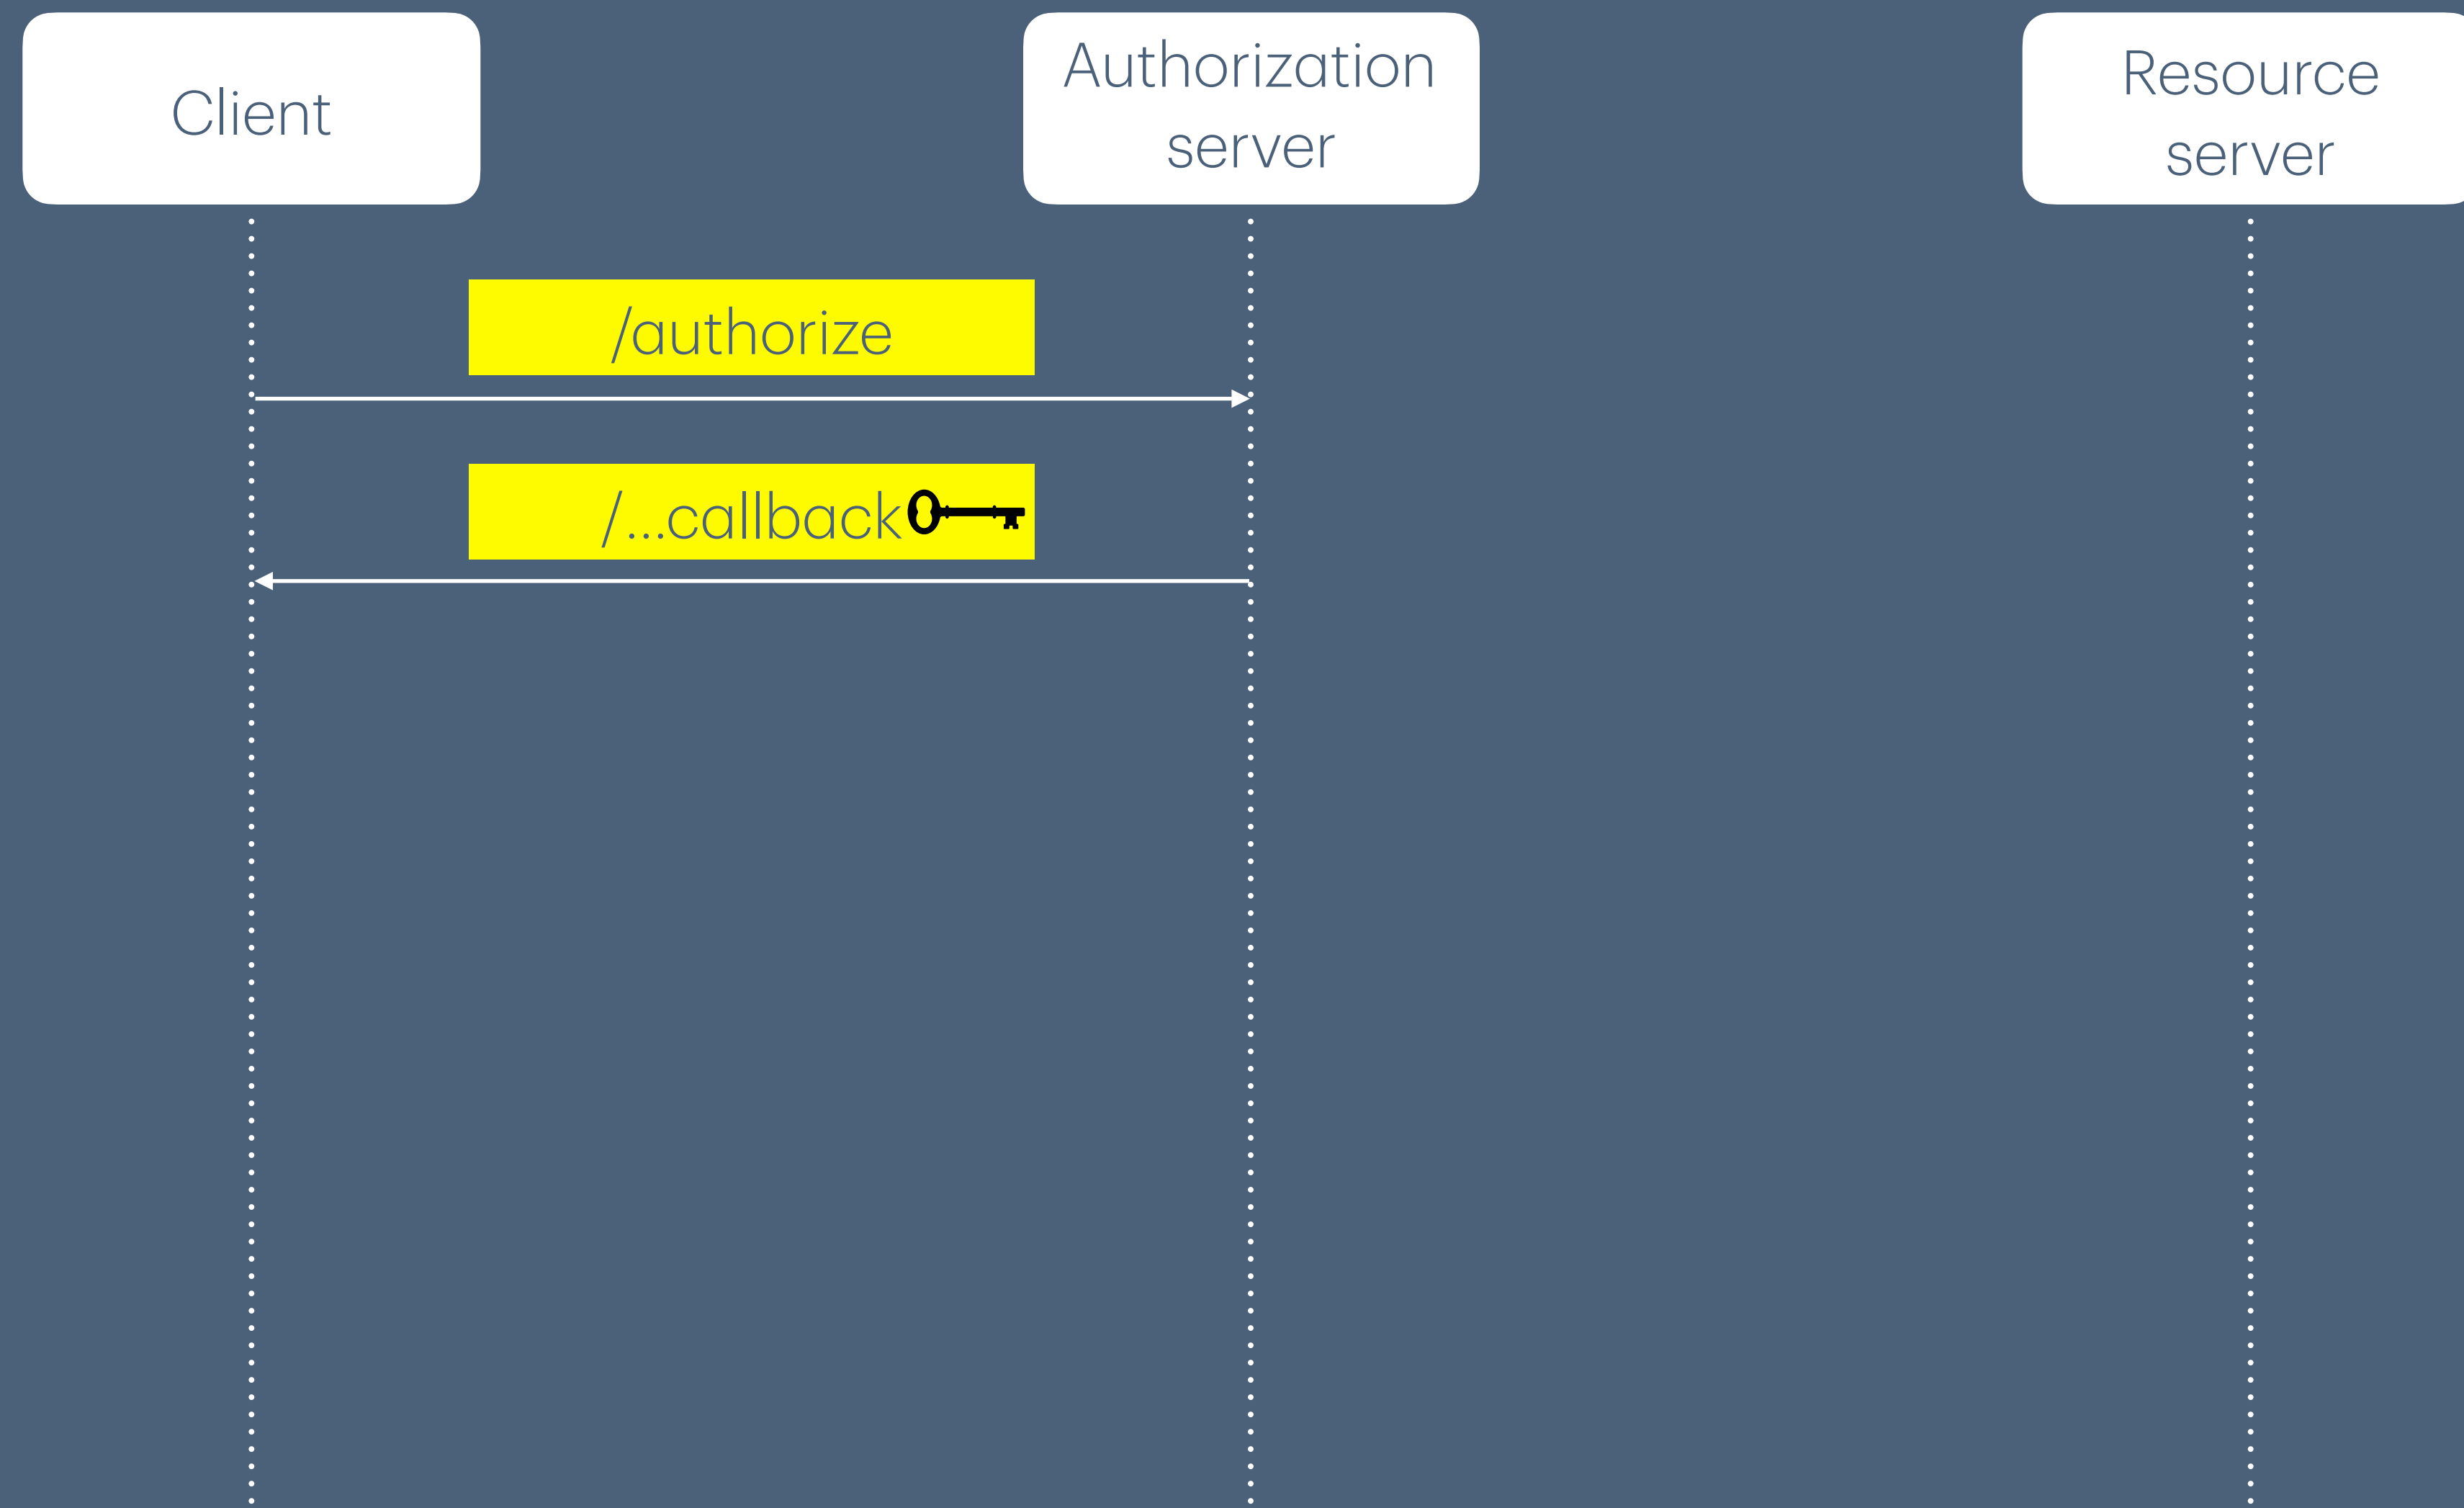 Client
Authorization
server
Resource
server
/authorize
/...callback